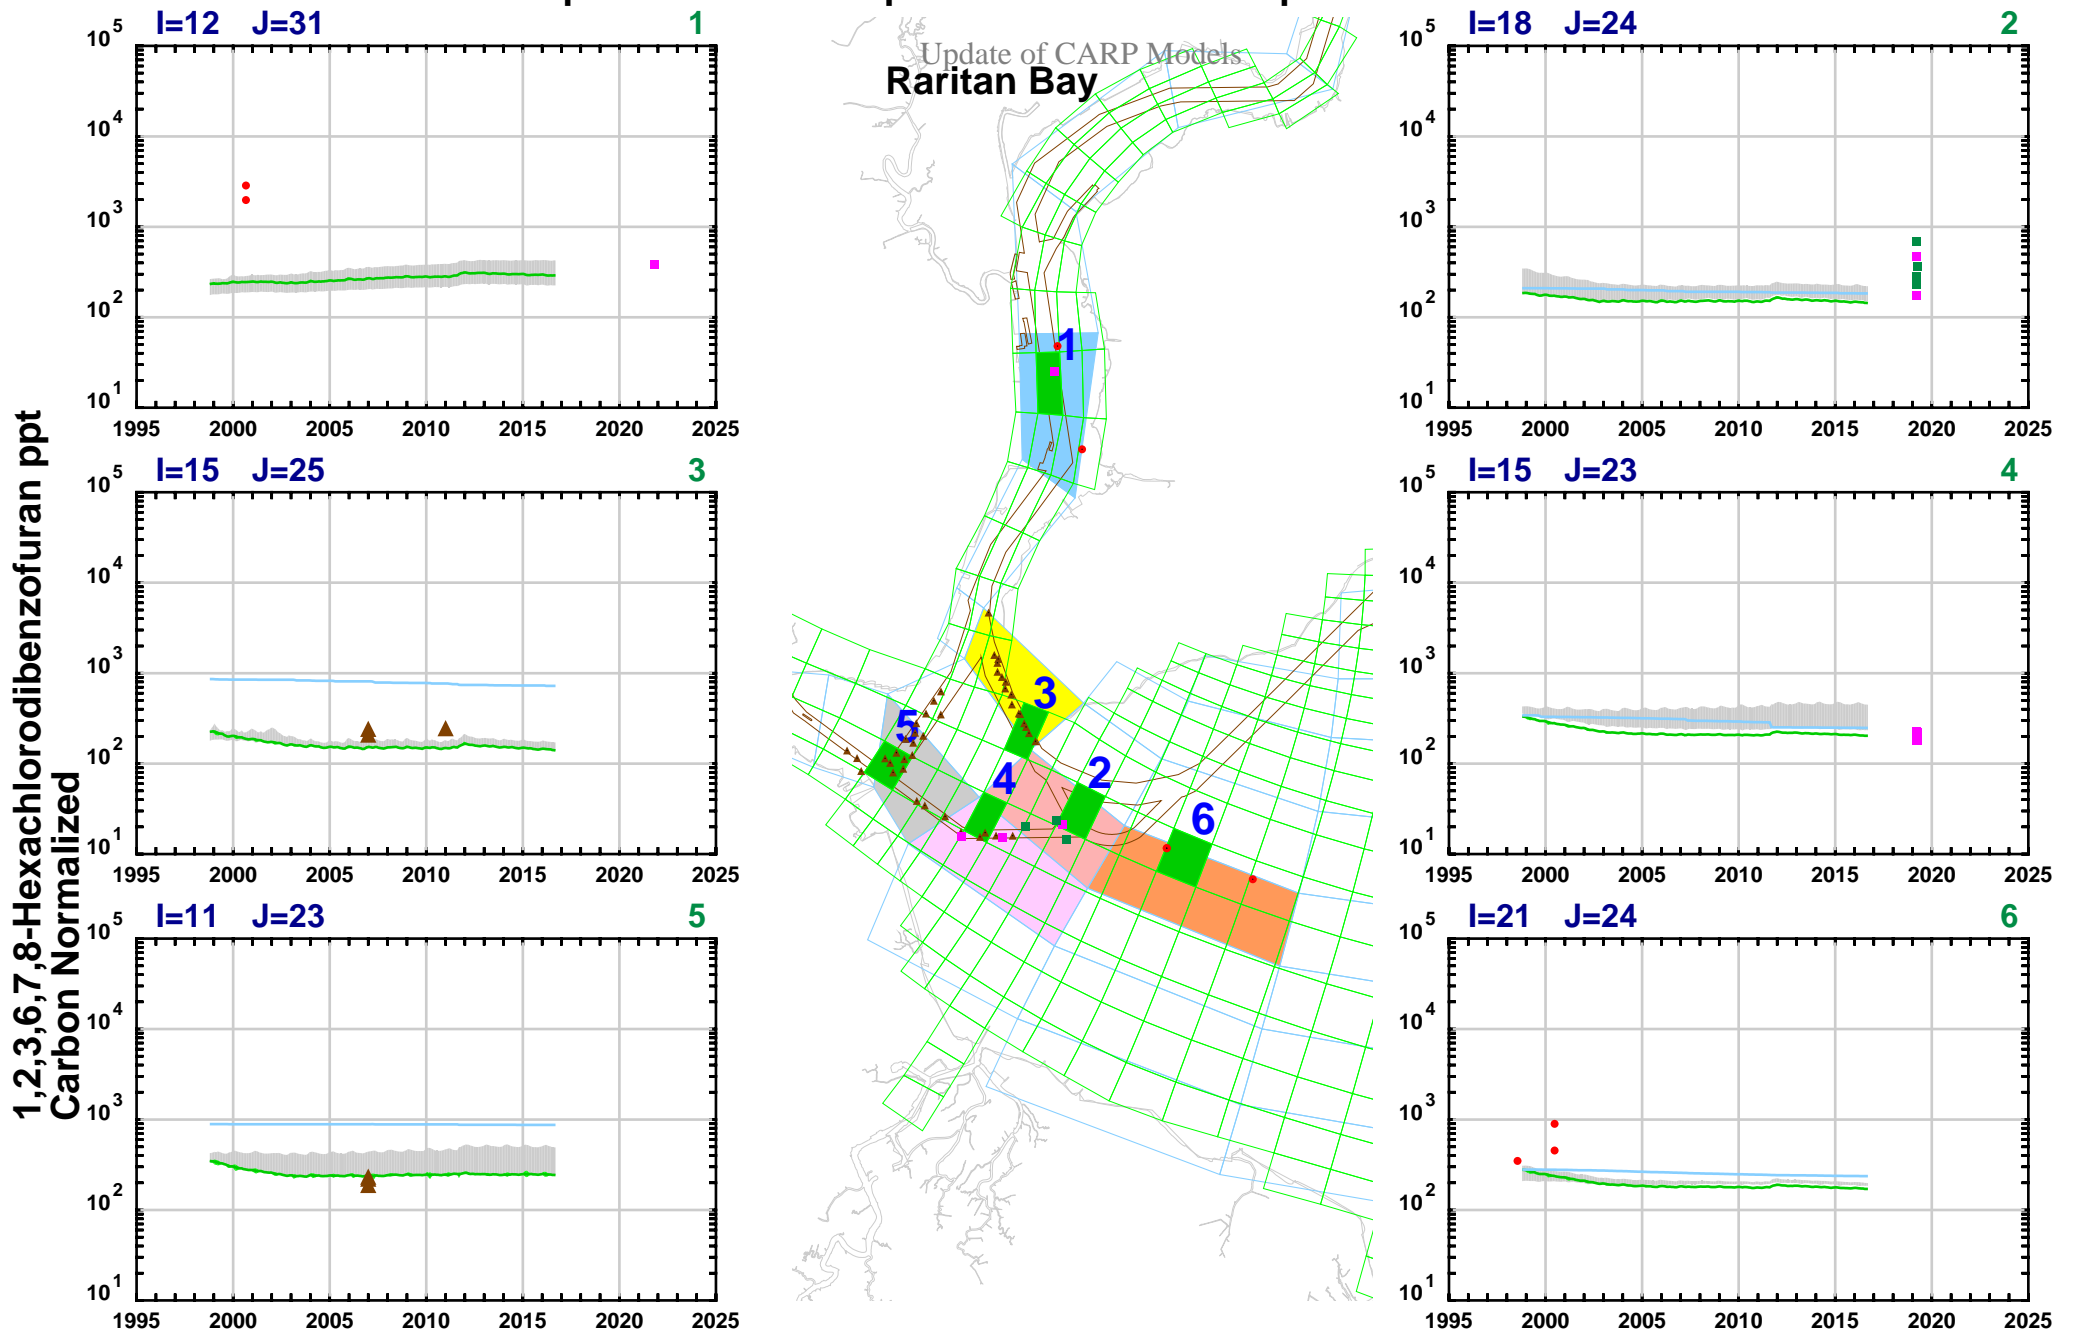 I=12 J=31 1
10^5
10^4
10^3
10^2
10^1
1995 2000 2005 2010 2015 2020 2025
I=15 J=25 3
10^5
10^4
10^3
10^2
10^1
1995 2000 2005 2010 2015 2020 2025
I=11 J=23 5
10^5
10^4
10^3
10^2
10^1
1995 2000 2005 2010 2015 2020 2025
1,2,3,6,7,8-Hexachlorodibenzofuran ppt
Carbon Normalized
Update of CARP Models
Raritan Bay
1
3
5
4
2
6
I=18 J=24 2
10^5
10^4
10^3
10^2
10^1
1995 2000 2005 2010 2015 2020 2025
I=15 J=23 4
10^5
10^4
10^3
10^2
10^1
1995 2000 2005 2010 2015 2020 2025
I=21 J=24 6
10^5
10^4
10^3
10^2
10^1
1995 2000 2005 2010 2015 2020 2025